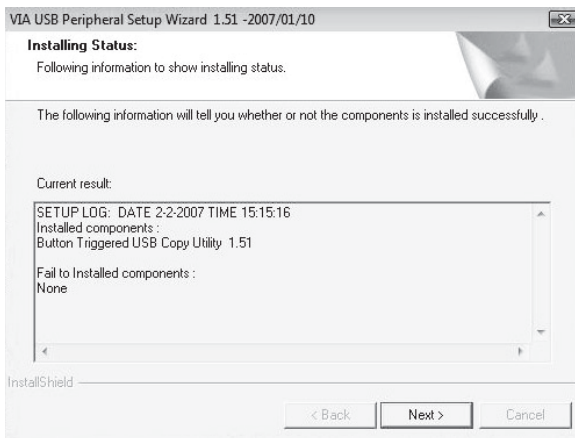 VIA USB Peripheral Setup Wizard 1.51 -2007/01/10
Installing Status:
Following information to show installing status.
The following information will tell you whether or not the components is installed successfully .
Current result:
SETUP LOG: DATE 2-2-2007 TIME 15:15:16
Installed components :
Button Triggered USB Copy Utility 1.51
Fail to Installed components :
None
InstallShield
< Back
Next >
Cancel